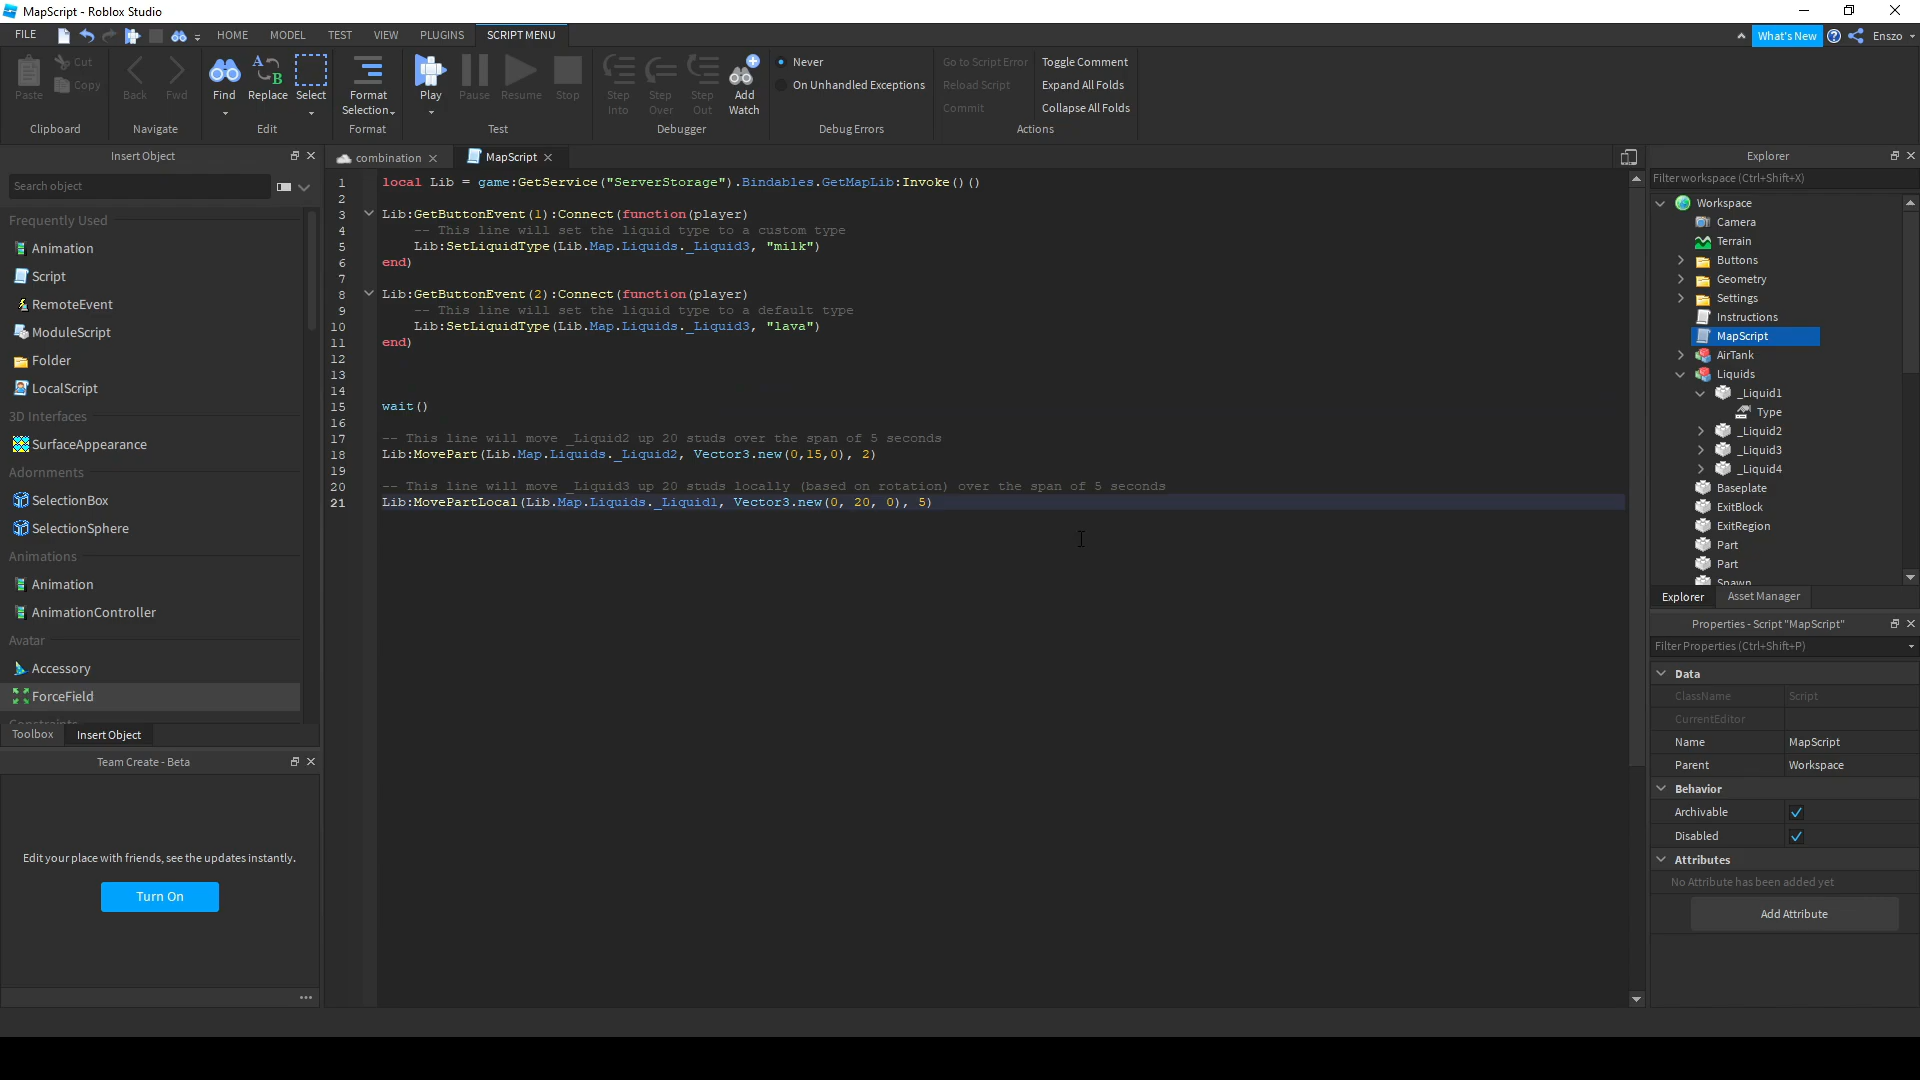 MapScript - Roblox Studio
FILE HOME MODEL TEST VIEW PLUGINS SCRIPT MENU What's New Enszo
Paste Cut Copy
Clipboard
Back Fwd
Navigate
Find Replace Select
Edit
Format Selection
Format
Play Pause Resume Stop
Test
Step Into Step Over Step Out Add Watch
Debugger
Never
On Unhandled Exceptions
Debug Errors
Go to Script Error
Reload Script
Commit
Toggle Comment
Expand All Folds
Collapse All Folds
Actions
Insert Object
Search object
Frequently Used
Animation
Script
RemoteEvent
ModuleScript
Folder
LocalScript
3D Interfaces
SurfaceAppearance
Adornments
SelectionBox
SelectionSphere
Animations
Animation
AnimationController
Avatar
Accessory
ForceField
Constraints
Toolbox Insert Object
Team Create - Beta
Edit your place with friends, see the updates instantly.
Turn On
combination MapScript
1 local Lib = game:GetService("ServerStorage").Bindables.GetMapLib:Invoke()()
2
3 Lib:GetButtonEvent(1):Connect(function(player)
4 -- This line will set the liquid type to a custom type
5 Lib:SetLiquidType(Lib.Map.Liquids._Liquid3, "milk")
6 end)
7
8 Lib:GetButtonEvent(2):Connect(function(player)
9 -- This line will set the liquid type to a default type
10 Lib:SetLiquidType(Lib.Map.Liquids._Liquid3, "lava")
11 end)
12
13
14
15 wait()
16
17 -- This line will move _Liquid2 up 20 studs over the span of 5 seconds
18 Lib:MovePart(Lib.Map.Liquids._Liquid2, Vector3.new(0,15,0), 2)
19
20 -- This line will move _Liquid3 up 20 studs locally (based on rotation) over the span of 5 seconds
21 Lib:MovePartLocal(Lib.Map.Liquids._Liquid1, Vector3.new(0, 20, 0), 5)
Explorer
Filter workspace (Ctrl+Shift+X)
Workspace
Camera
Terrain
Buttons
Geometry
Settings
Instructions
MapScript
AirTank
Liquids
_Liquid1
Type
_Liquid2
_Liquid3
_Liquid4
Baseplate
ExitBlock
ExitRegion
Part
Part
Spawn
Explorer Asset Manager
Properties - Script "MapScript"
Filter Properties (Ctrl+Shift+P)
Data
ClassName Script
CurrentEditor
Name MapScript
Parent Workspace
Behavior
Archivable
Disabled
Attributes
No Attribute has been added yet
Add Attribute